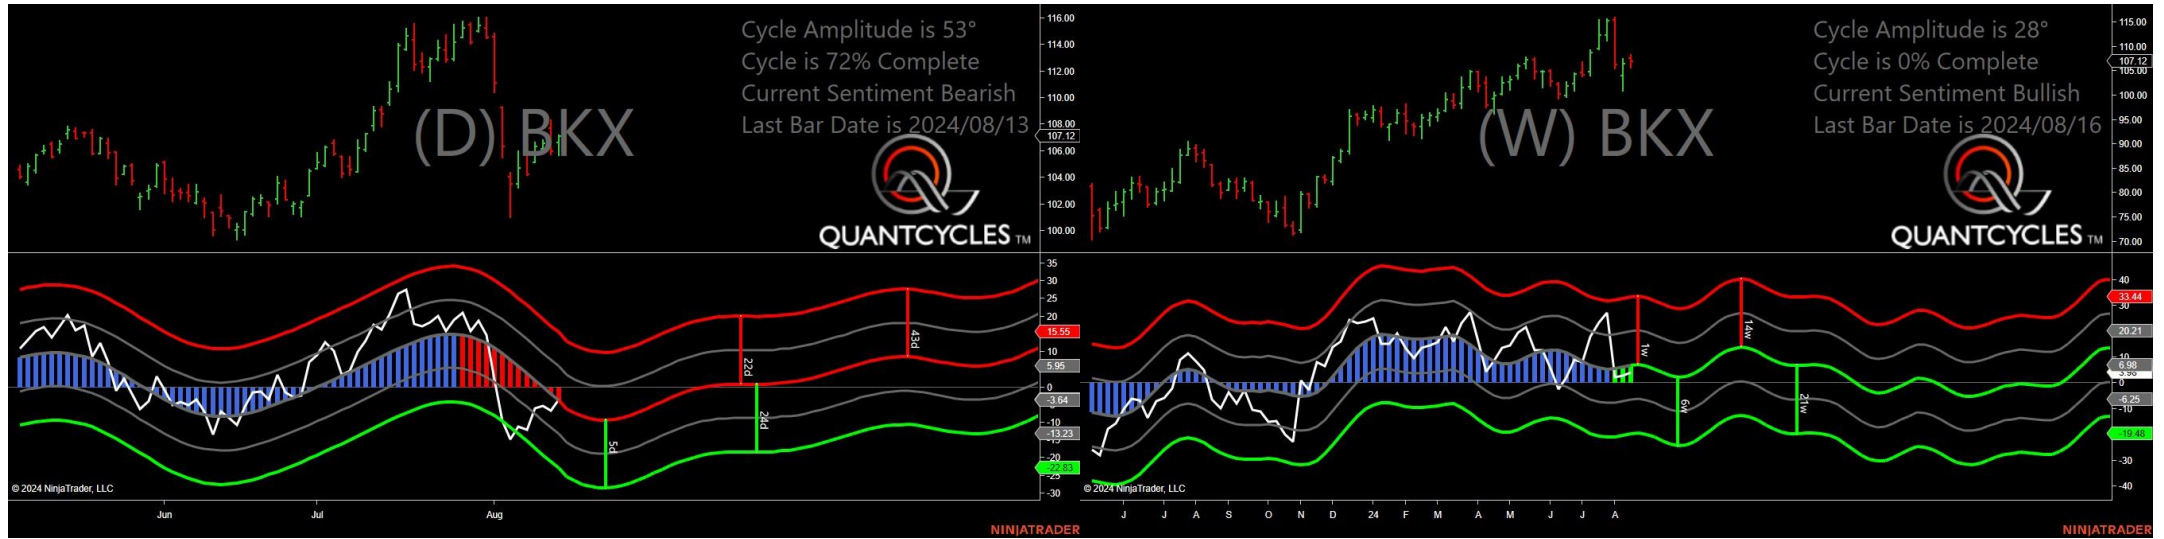 Cycle Amplitude is 53°
Cycle is 72% Complete
Current Sentiment Bearish
Last Bar Date is 2024/08/13
(D) BKX
QUANTCYCLES TM
116.00
114.00
112.00
110.00
108.00
107.12
106.00
104.00
102.00
100.00
35
30
25
20
15.55
10
5.95
0
-3.64
-10
-13.23
-20
-22.83
-25
-30
5d
22d
24d
43d
© 2024 NinjaTrader, LLC
Jun
Jul
Aug
NINJATRADER
Cycle Amplitude is 28°
Cycle is 0% Complete
Current Sentiment Bullish
Last Bar Date is 2024/08/16
(W) BKX
QUANTCYCLES TM
115.00
110.00
107.12
105.00
100.00
95.00
90.00
85.00
80.00
75.00
70.00
40
33.44
30
20.21
10
6.98
0
-6.25
-10
-19.48
-30
-40
1w
6w
14w
21w
© 2024 NinjaTrader, LLC
J J A S O N D 24 F M A M J J A
NINJATRADER